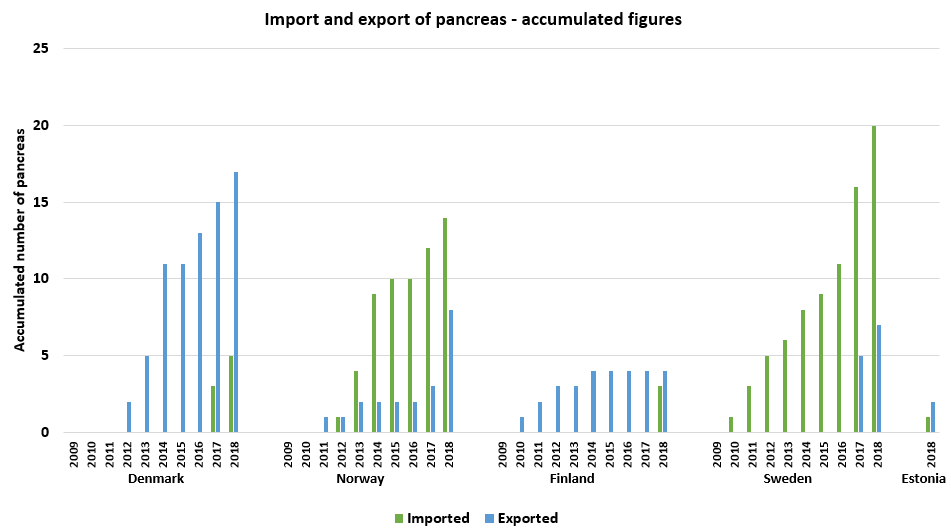 Import and export of pancreas - accumulated figures
Accumulated number of pancreas
25
20
15
10
5
0
2009 2010 2011 2012 2013 2014 2015 2016 2017 2018 2009 2010 2011 2012 2013 2014 2015 2016 2017 2018 2009 2010 2011 2012 2013 2014 2015 2016 2017 2018 2009 2010 2011 2012 2013 2014 2015 2016 2017 2018 2018
Denmark Norway Finland Sweden Estonia
Imported Exported